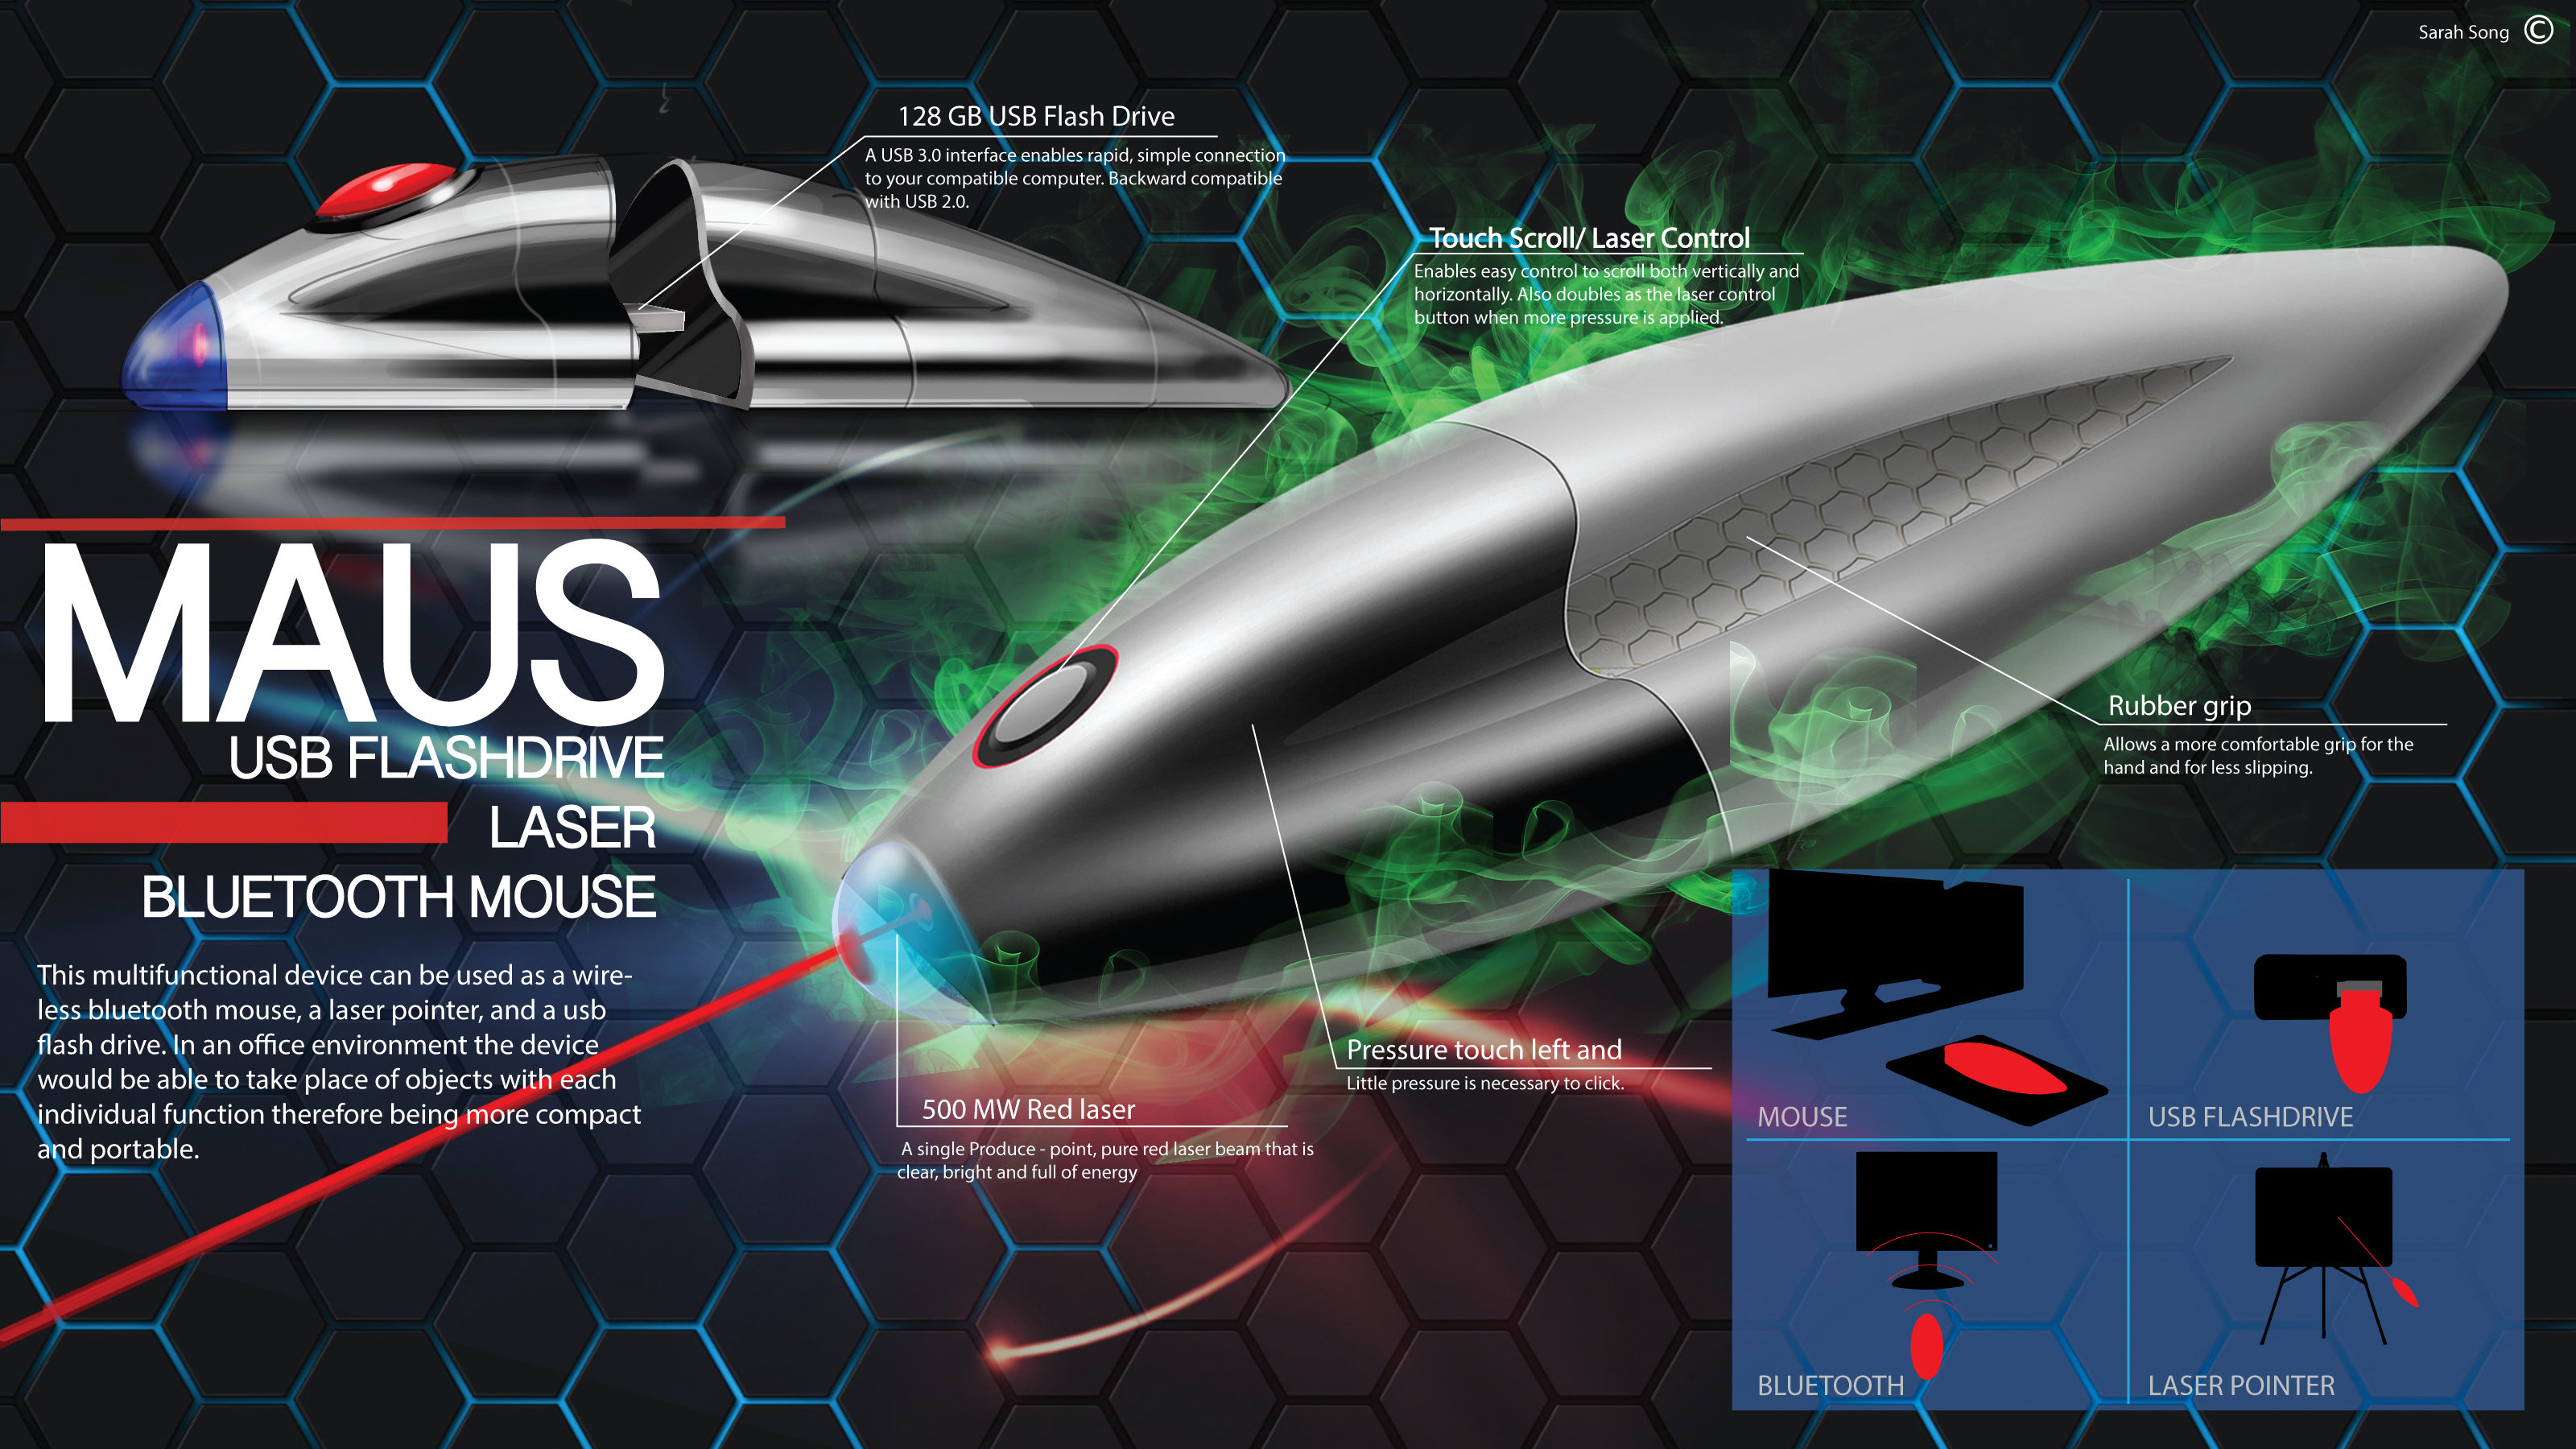 Sarah Song ©
128 GB USB Flash Drive
A USB 3.0 interface enables rapid, simple connection
to your compatible computer. Backward compatible
with USB 2.0.
Touch Scroll/ Laser Control
Enables easy control to scroll both vertically and
horizontally. Also doubles as the laser control
button when more pressure is applied.
MAUS
USB FLASHDRIVE
LASER
BLUETOOTH MOUSE
This multifunctional device can be used as a wire-
less bluetooth mouse, a laser pointer, and a usb
flash drive. In an office environment the device
would be able to take place of objects with each
individual function therefore being more compact
and portable.
Rubber grip
Allows a more comfortable grip for the
hand and for less slipping.
Pressure touch left and
Little pressure is necessary to click.
500 MW Red laser
A single Produce - point, pure red laser beam that is
clear, bright and full of energy
MOUSE
USB FLASHDRIVE
BLUETOOTH
LASER POINTER